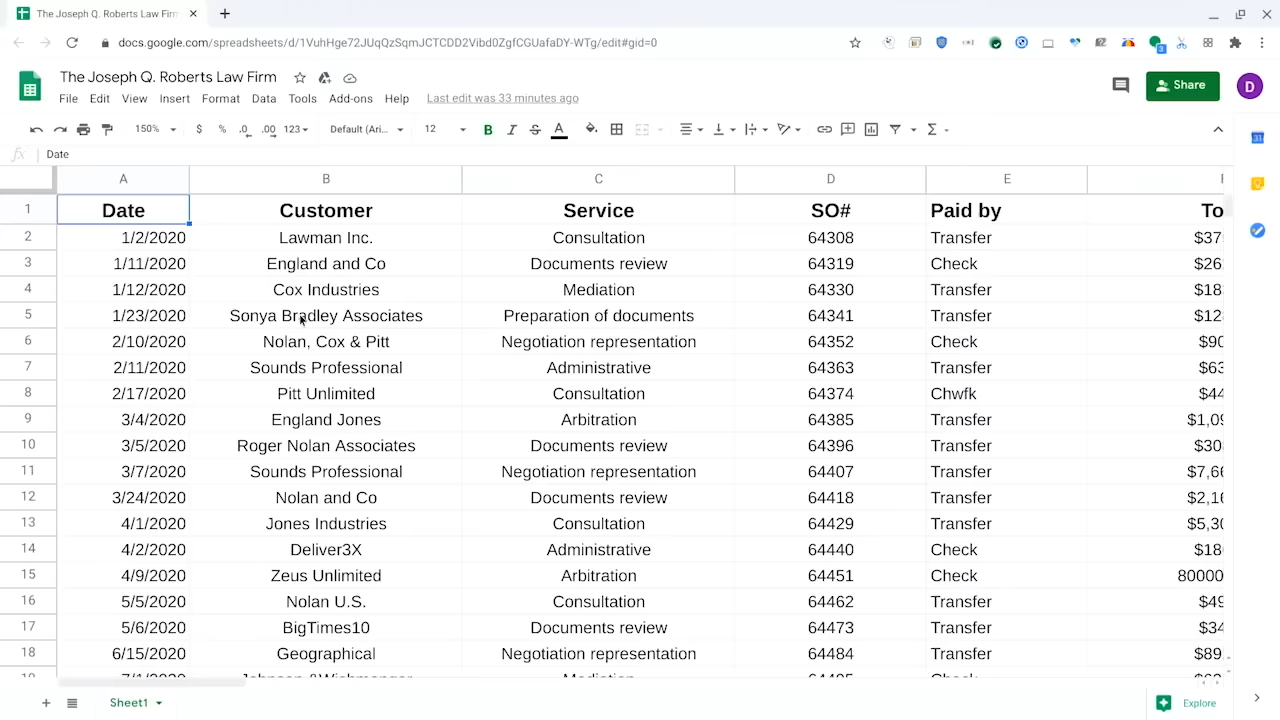 The Joseph Q. Roberts Law Firm
docs.google.com/spreadsheets/d/1VuhHge72JUqQzSqmJCTCDD2Vibd0ZgfCGUafaDY-WTg/edit#gid=0
The Joseph Q. Roberts Law Firm
Share
D
File Edit View Insert Format Data Tools Add-ons Help Last edit was 33 minutes ago
150% $ % .0 .00 123 Default (Ari... 12 B I S A
fx Date
A B C D E F
1 Date Customer Service SO# Paid by To
2 1/2/2020 Lawman Inc. Consultation 64308 Transfer $37
3 1/11/2020 England and Co Documents review 64319 Check $26
4 1/12/2020 Cox Industries Mediation 64330 Transfer $18
5 1/23/2020 Sonya Bradley Associates Preparation of documents 64341 Transfer $12
6 2/10/2020 Nolan, Cox & Pitt Negotiation representation 64352 Check $90
7 2/11/2020 Sounds Professional Administrative 64363 Transfer $63
8 2/17/2020 Pitt Unlimited Consultation 64374 Chwfk $44
9 3/4/2020 England Jones Arbitration 64385 Transfer $1,09
10 3/5/2020 Roger Nolan Associates Documents review 64396 Transfer $30
11 3/7/2020 Sounds Professional Negotiation representation 64407 Transfer $7,66
12 3/24/2020 Nolan and Co Documents review 64418 Transfer $2,16
13 4/1/2020 Jones Industries Consultation 64429 Transfer $5,30
14 4/2/2020 Deliver3X Administrative 64440 Check $18
15 4/9/2020 Zeus Unlimited Arbitration 64451 Check 80000
16 5/5/2020 Nolan U.S. Consultation 64462 Transfer $49
17 5/6/2020 BigTimes10 Documents review 64473 Transfer $34
18 6/15/2020 Geographical Negotiation representation 64484 Transfer $89
Sheet1
Explore